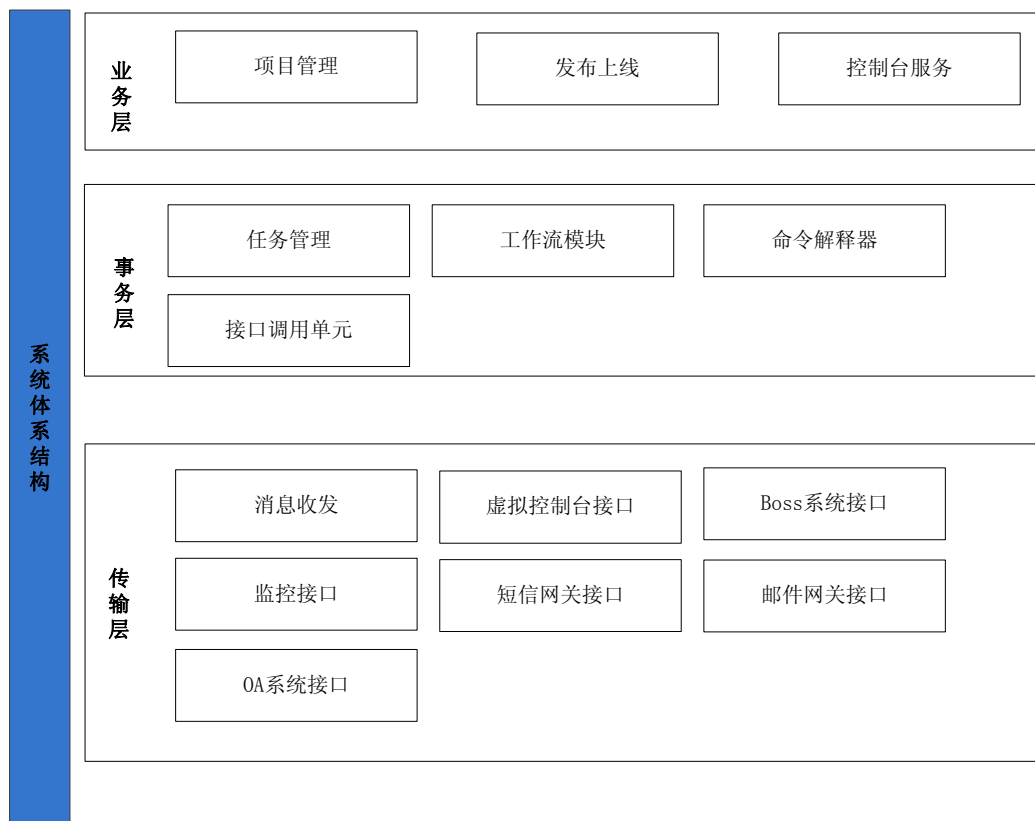 系统体系结构
业务层
项目管理
发布上线
控制台服务
事务层
任务管理
工作流模块
命令解释器
接口调用单元
传输层
消息收发
虚拟控制台接口
Boss系统接口
监控接口
短信网关接口
邮件网关接口
OA系统接口